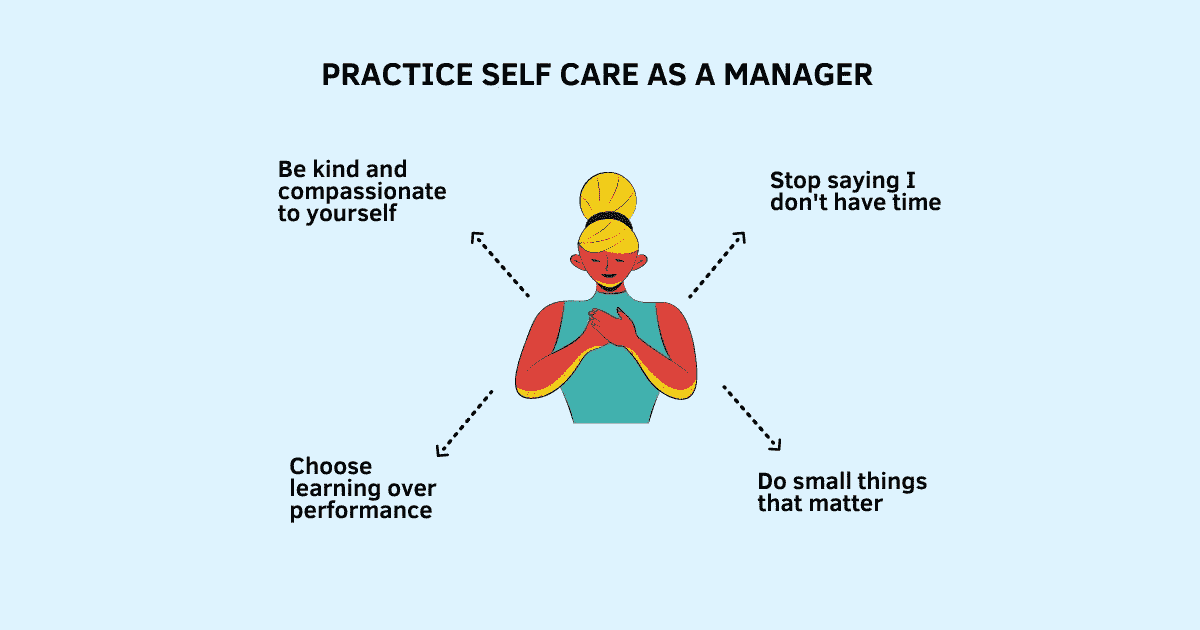 PRACTICE SELF CARE AS A MANAGER
Be kind and
compassionate
to yourself
Stop saying I
don't have time
Choose
learning over
performance
Do small things
that matter